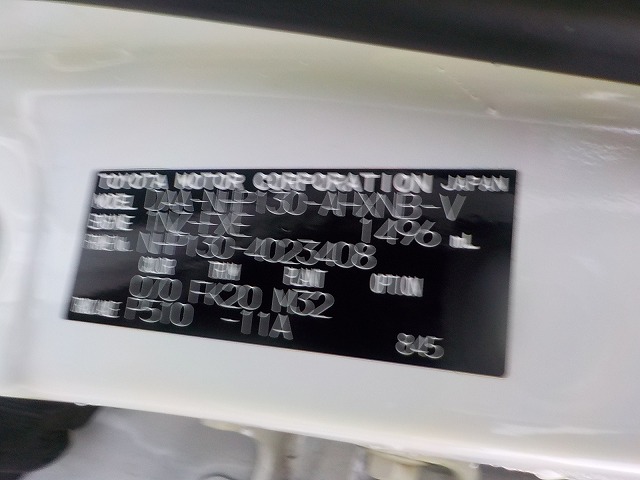 TOYOTA MOTOR CORPORATION JAPAN
MODEL DAA-NHP130-AHXNB-V
ENGINE 1NZ-FXE 1496 mL
NHP130-4023408
COLOR TRIM PLANT OPTION
070 FK20 M32
P510 -11A
845